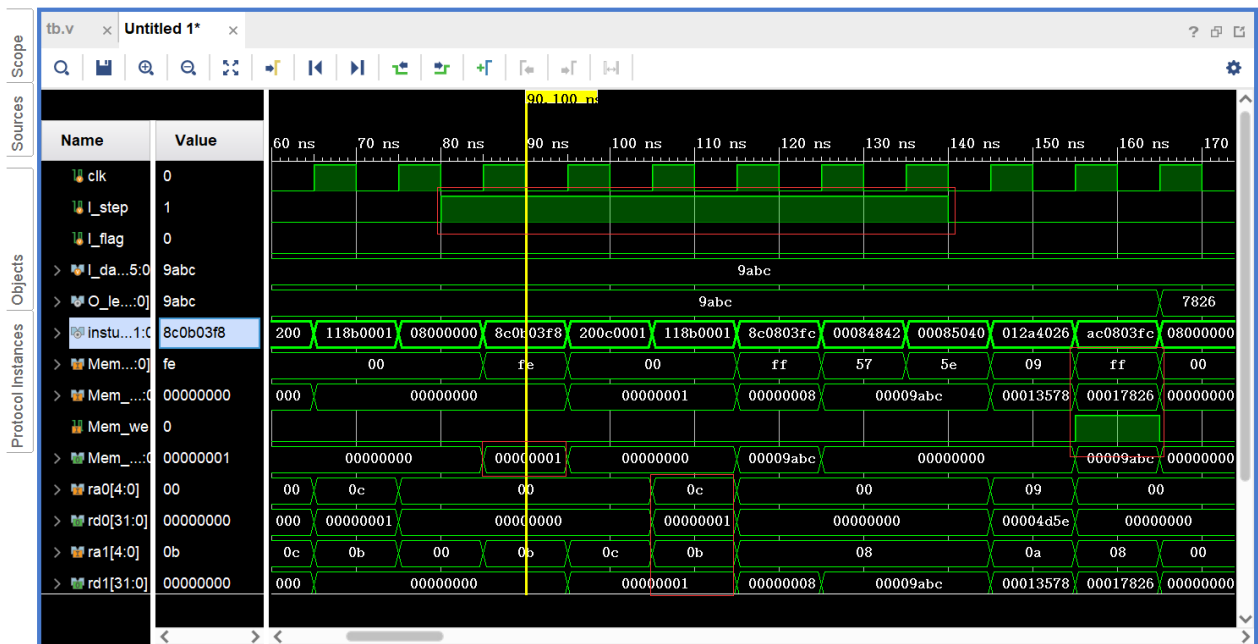 tb.v × Untitled 1* ×
?
Scope
Sources
Objects
Protocol Instances
90.100 ns
Name Value
60 ns 70 ns 80 ns 90 ns 100 ns 110 ns 120 ns 130 ns 140 ns 150 ns 160 ns 170
clk 0
I_step 1
I_flag 0
I_da...5:0 9abc 9abc
O_le...:0] 9abc 9abc 7826
instu...1:0 8c0b03f8 200 118b0001 08000000 8c0b03f8 200c0001 118b0001 8c0803fc 00084842 00085040 012a4026 ac0803fc 08000000
Mem...:0] fe 00 fe 00 ff 57 5e 09 ff 00
Mem_...:0 00000000 000 00000000 00000001 00000008 00009abc 00013578 00017826 00000000
Mem_we 0
Mem_...:0 00000001 00000000 00000001 00000000 00009abc 00000000 00009abc 00000000
ra0[4:0] 00 00 0c 00 0c 00 09 00
rd0[31:0] 00000000 000 00000001 00000000 00000001 00000000 00004d5e 00000000
ra1[4:0] 0b 0c 0b 00 0b 0c 0b 08 0a 08 00
rd1[31:0] 00000000 000 00000000 00000001 00000008 00009abc 00013578 00017826 00000000